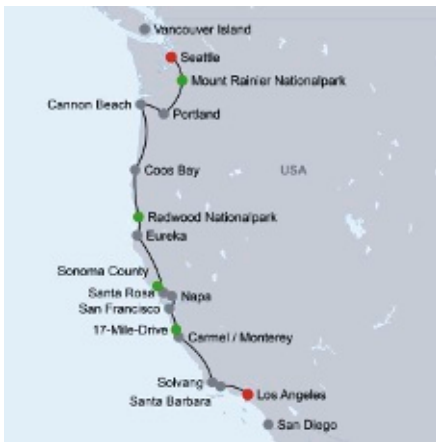 Vancouver Island
Seattle
Mount Rainier Nationalpark
Cannon Beach
Portland
Coos Bay
USA
Redwood Nationalpark
Eureka
Sonoma County
Santa Rosa
Napa
San Francisco
17-Mile-Drive
Carmel / Monterey
Solvang
Los Angeles
Santa Barbara
San Diego